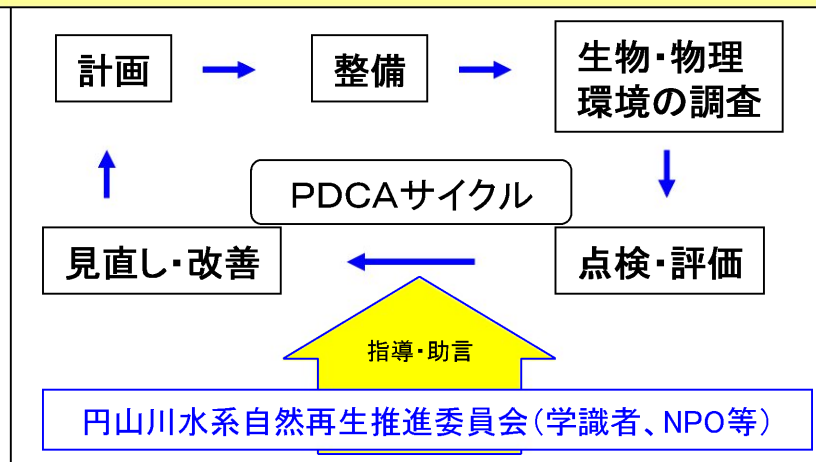 計画
整備
生物・物理
環境の調査
PDCAサイクル
見直し・改善
点検・評価
指導・助言
円山川水系自然再生推進委員会(学識者、NPO等)